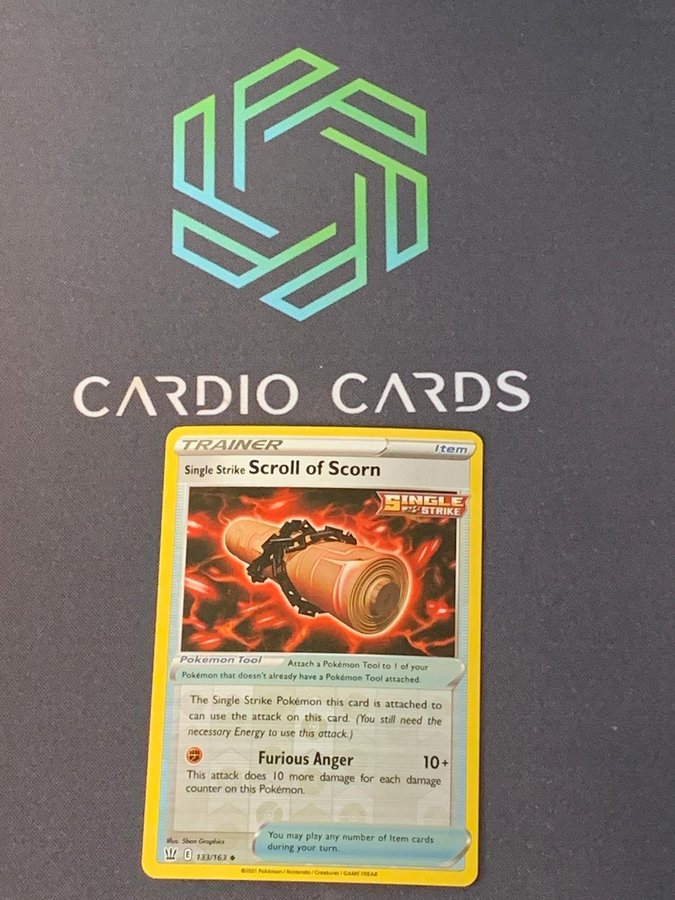 CARDIO CARDS
TRAINER Item
Single Strike Scroll of Scorn
SINGLE
STRIKE
Pokémon Tool Attach a Pokémon Tool to 1 of your
Pokémon that doesn't already have a Pokémon Tool attached.
The Single Strike Pokémon this card is attached to
can use the attack on this card. (You still need the
necessary Energy to use this attack.)
Furious Anger 10+
This attack does 10 more damage for each damage
counter on this Pokémon.
You may play any number of Item cards
during your turn.
Illus. 5ban Graphics
E 133/163
©2021 Pokémon / Nintendo / Creatures / GAME FREAK